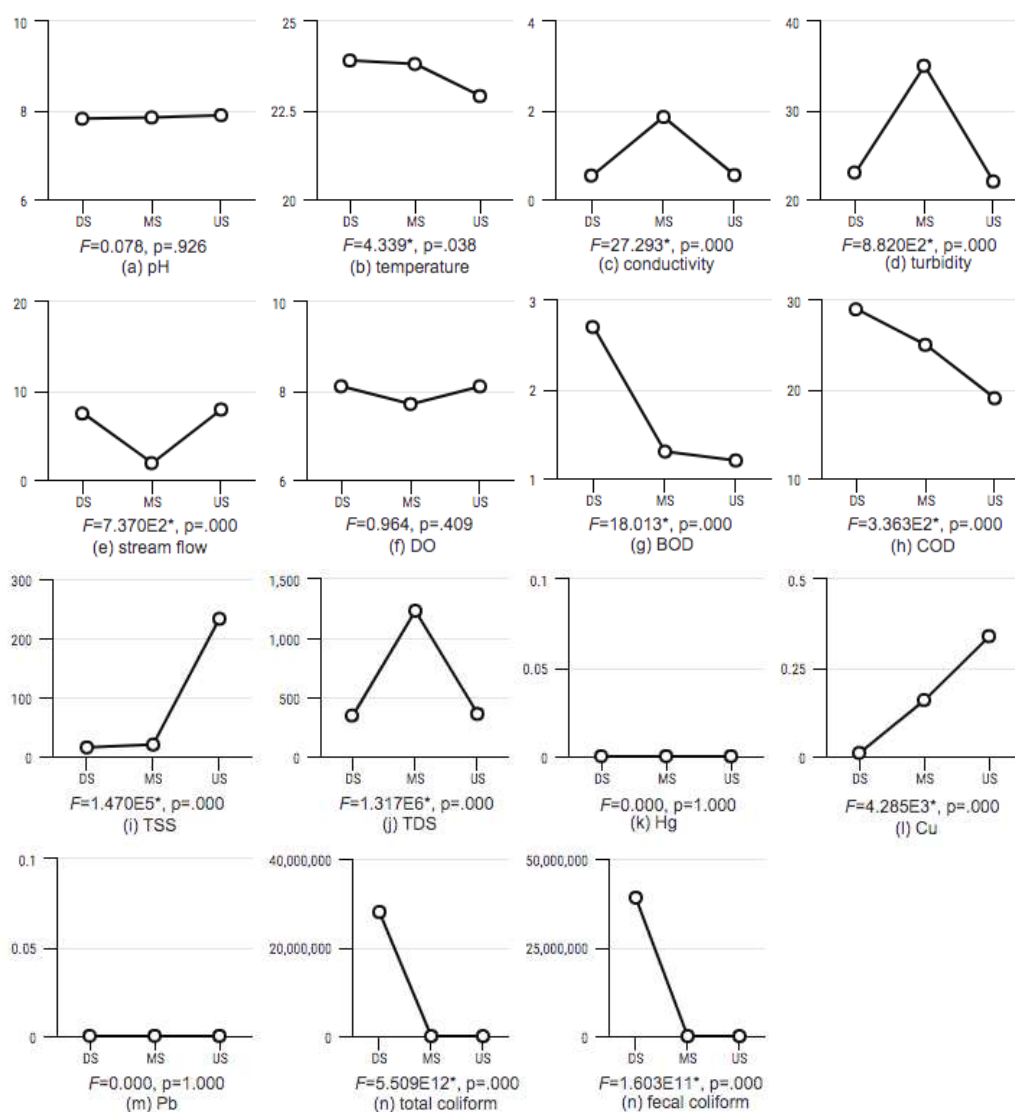 10
8
6
DS MS US
F=0.078, p=.926
(a) pH
25
22.5
20
DS MS US
F=4.339*, p=.038
(b) temperature
4
2
0
DS MS US
F=27.293*, p=.000
(c) conductivity
40
30
20
DS MS US
F=8.820E2*, p=.000
(d) turbidity
20
10
0
DS MS US
F=7.370E2*, p=.000
(e) stream flow
10
8
6
DS MS US
F=0.964, p=.409
(f) DO
3
2
1
DS MS US
F=18.013*, p=.000
(g) BOD
30
20
10
DS MS US
F=3.363E2*, p=.000
(h) COD
300
200
100
0
DS MS US
F=1.470E5*, p=.000
(i) TSS
1,500
1,000
500
0
DS MS US
F=1.317E6*, p=.000
(j) TDS
0.1
0.05
0
DS MS US
F=0.000, p=1.000
(k) Hg
0.5
0.25
0
DS MS US
F=4.285E3*, p=.000
(l) Cu
0.1
0.05
0
DS MS US
F=0.000, p=1.000
(m) Pb
40,000,000
20,000,000
0
DS MS US
F=5.509E12*, p=.000
(n) total coliform
50,000,000
25,000,000
0
DS MS US
F=1.603E11*, p=.000
(n) fecal coliform